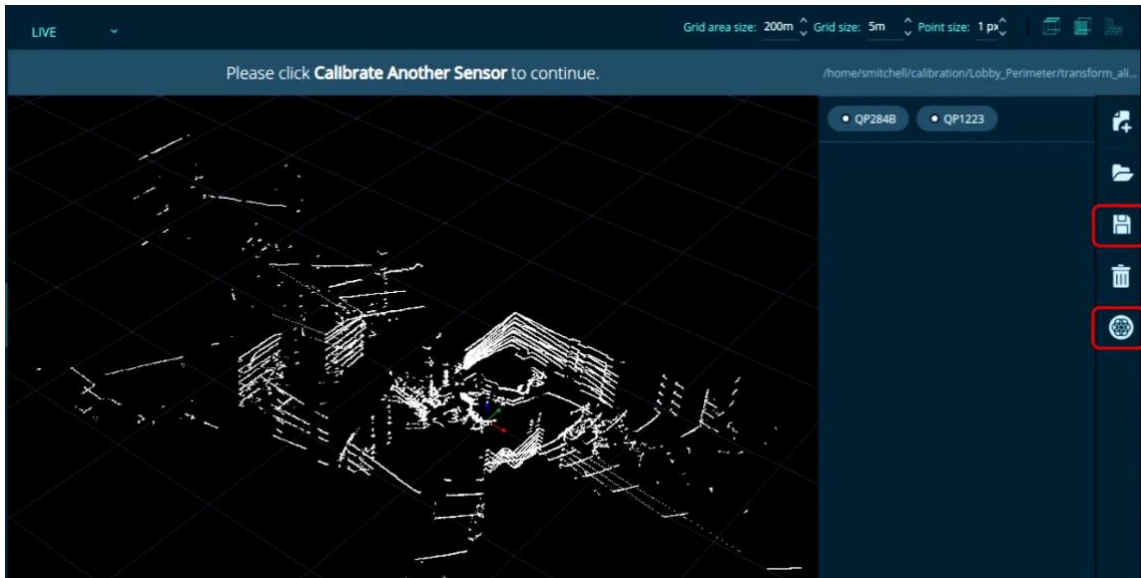 LIVE Grid area size: 200m Grid size: 5m Point size: 1 px
Please click Calibrate Another Sensor to continue. /home/smitchell/calibration/Lobby_Perimeter/transform_ali...
QP284B QP1223